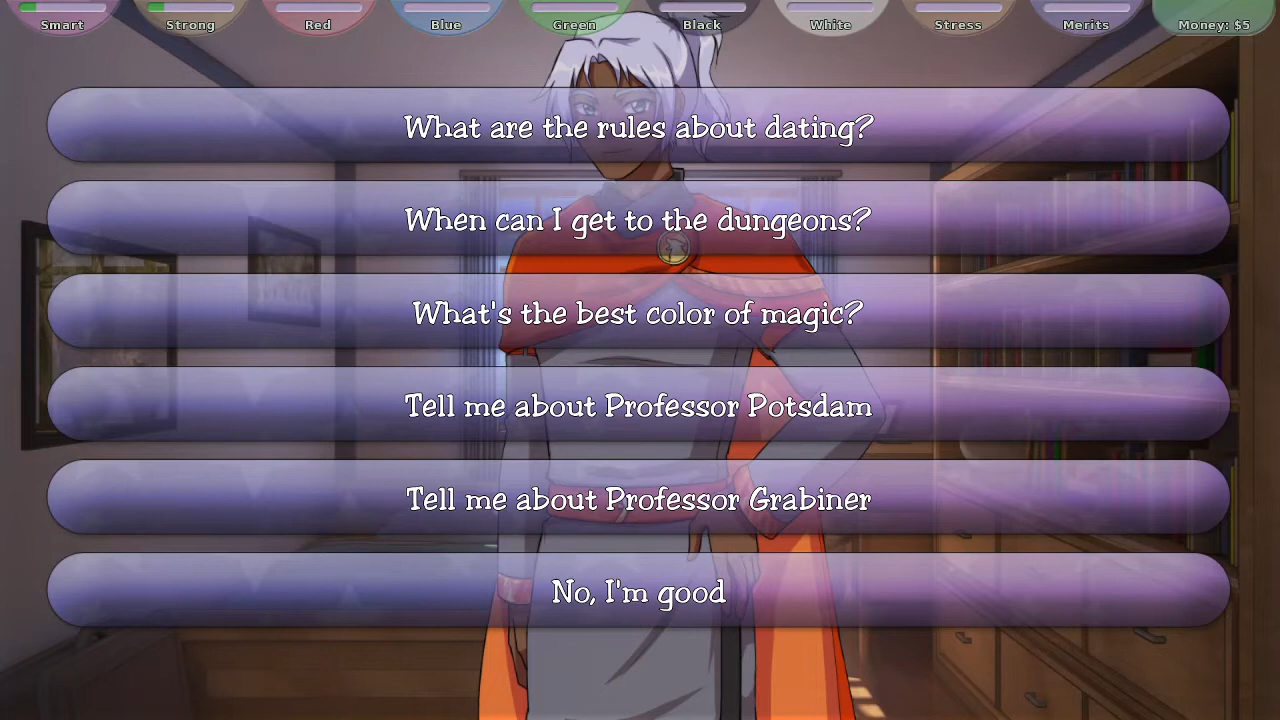 Smart Strong Red Blue Green Black White Stress Merits Money: $5
What are the rules about dating?
When can I get to the dungeons?
What's the best color of magic?
Tell me about Professor Potsdam
Tell me about Professor Grabiner
No, I'm good